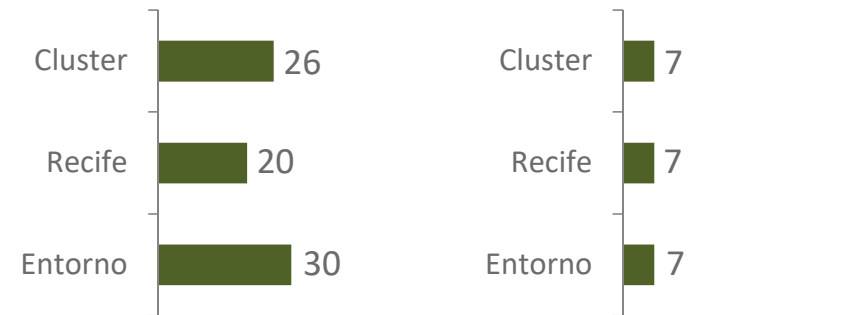 Cluster 26
Recife 20
Entorno 30
Cluster 7
Recife 7
Entorno 7